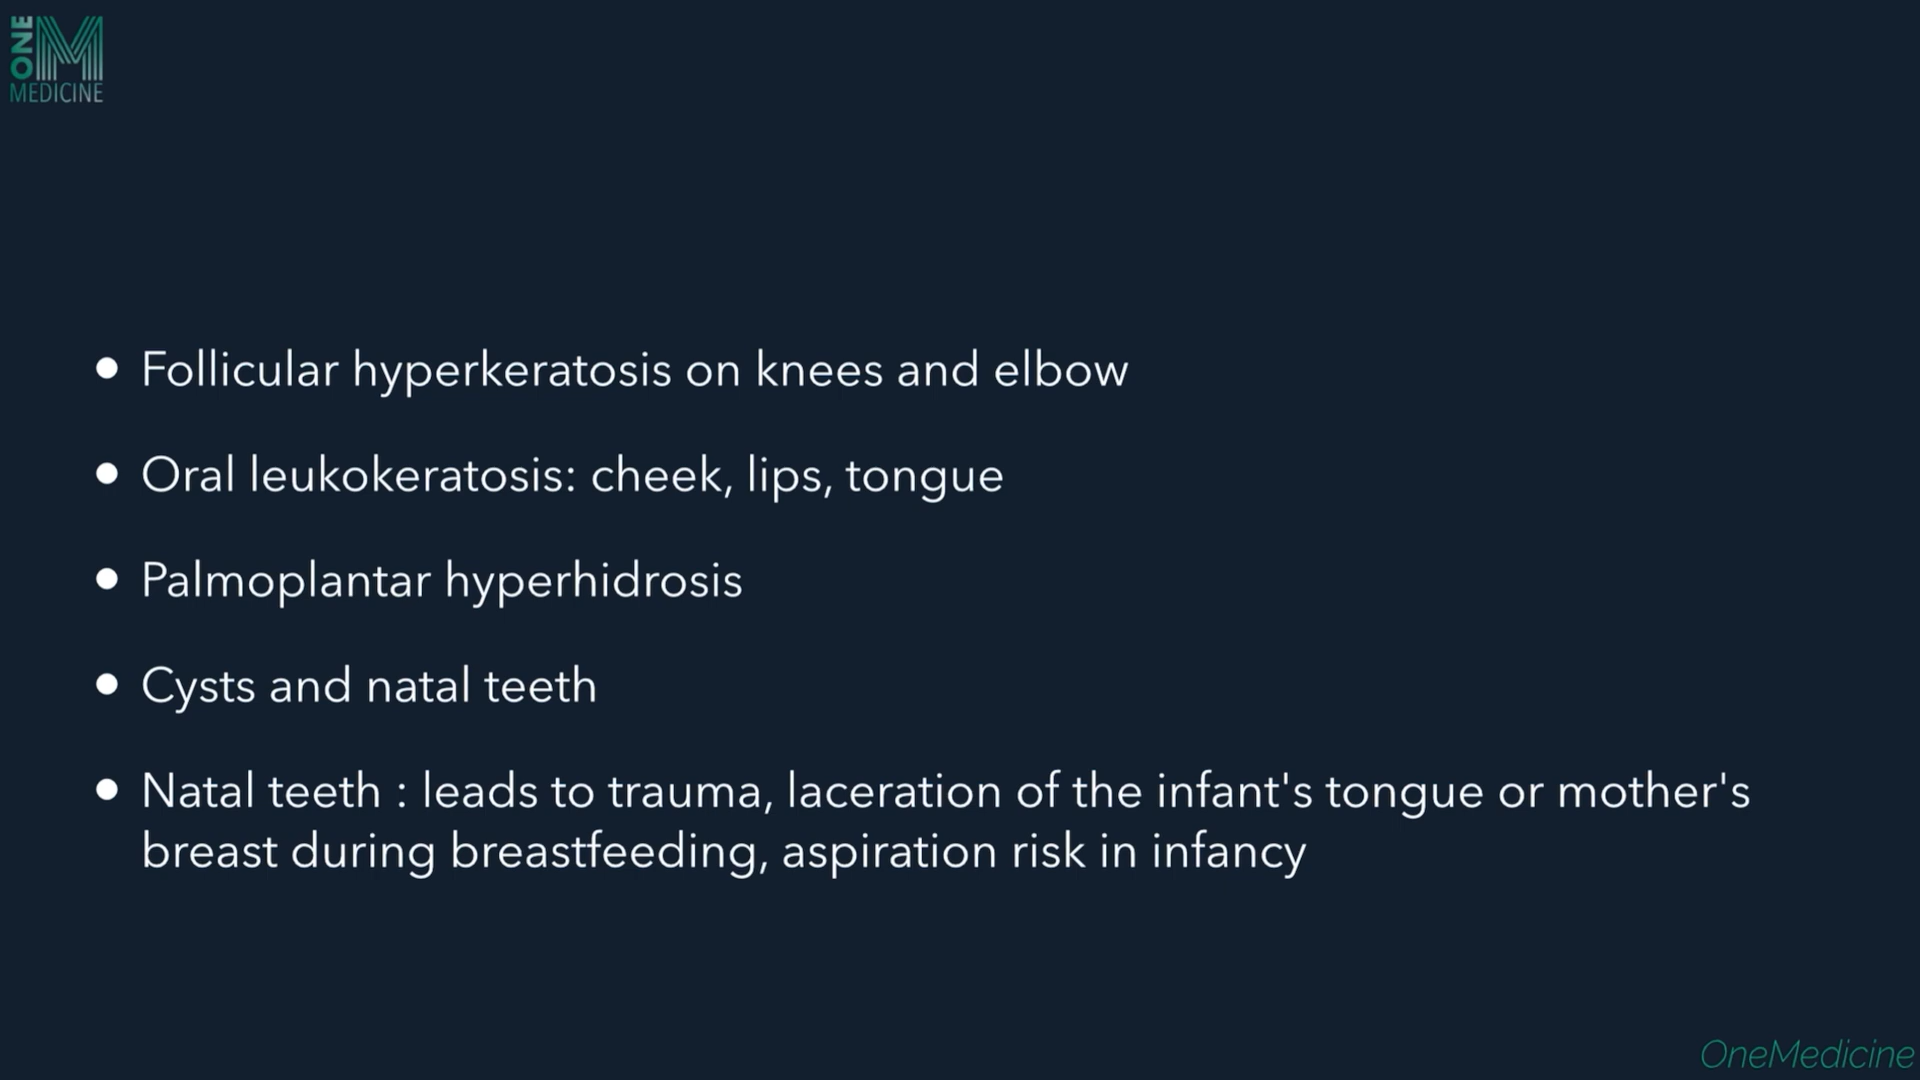 ONE
M
MEDICINE
• Follicular hyperkeratosis on knees and elbow
• Oral leukokeratosis: cheek, lips, tongue
• Palmoplantar hyperhidrosis
• Cysts and natal teeth
• Natal teeth : leads to trauma, laceration of the infant's tongue or mother's
breast during breastfeeding, aspiration risk in infancy
OneMedicine